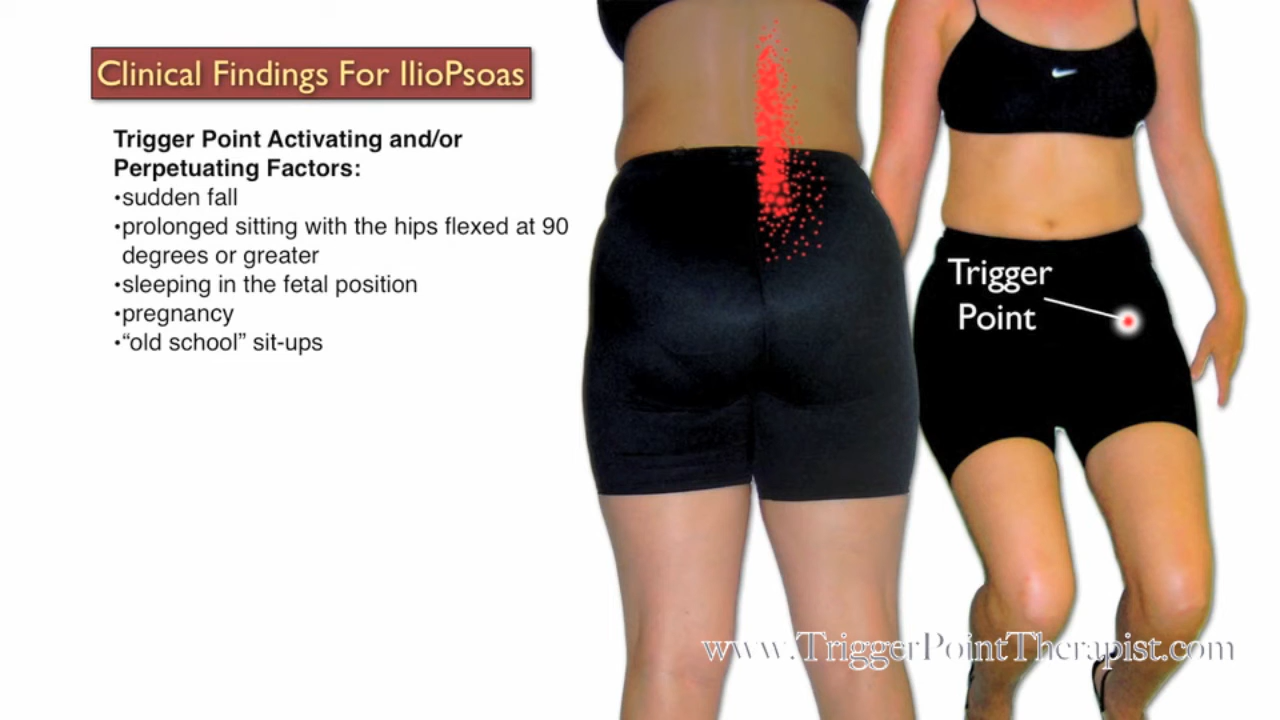 Clinical Findings For IlioPsoas
Trigger Point Activating and/or
Perpetuating Factors:
•sudden fall
•prolonged sitting with the hips flexed at 90
degrees or greater
•sleeping in the fetal position
•pregnancy
•“old school” sit-ups
Trigger
Point
www.TriggerPointTherapist.com